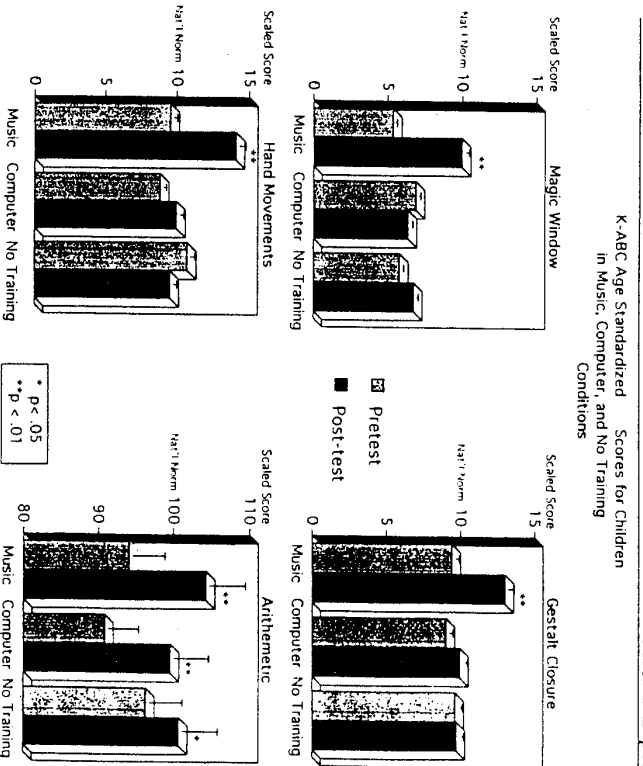 K-ABC Age Standardized Scores for Children
in Music, Computer, and No Training
Conditions
Magic Window
Scaled Score
15
Nat'l Norm 10
5
0
Music Computer No Training
**
Pretest
Post-test
Gestalt Closure
Scaled Score
15
Nat'l Norm 10
5
0
Music Computer No Training
**
Hand Movements
Scaled Score
15
Nat'l Norm 10
5
0
Music Computer No Training
**
* p< .05
**p < .01
Arithemetic
Scaled Score
110
Nat'l Norm 100
90
80
Music Computer No Training
**
**
*